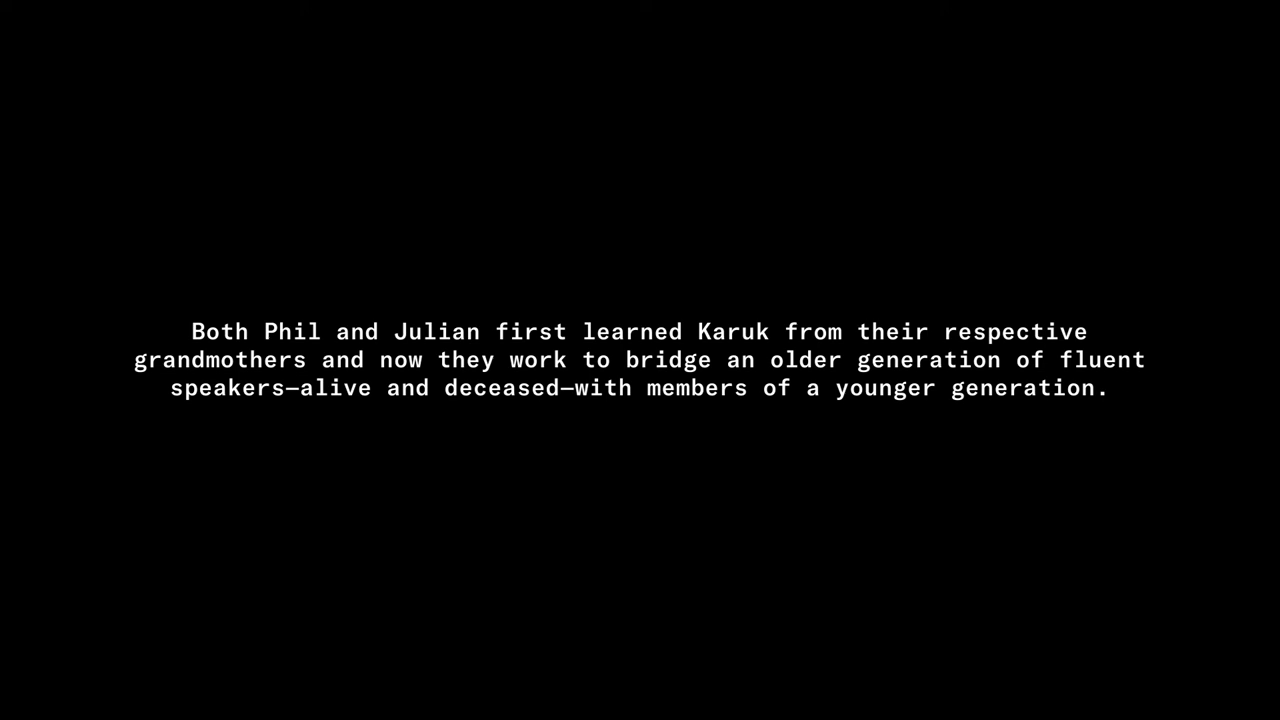 Both Phil and Julian first learned Karuk from their respective
grandmothers and now they work to bridge an older generation of fluent
speakers—alive and deceased—with members of a younger generation.